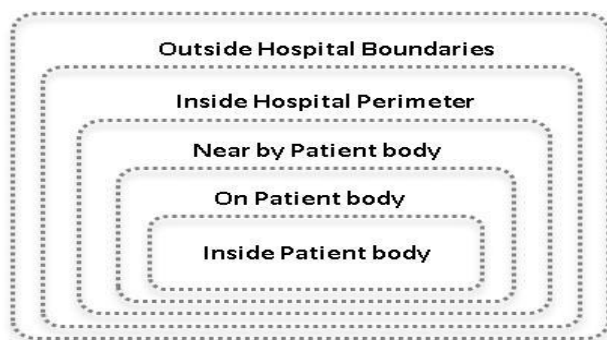 Outside Hospital Boundaries
Inside Hospital Perimeter
Near by Patient body
On Patient body
Inside Patient body